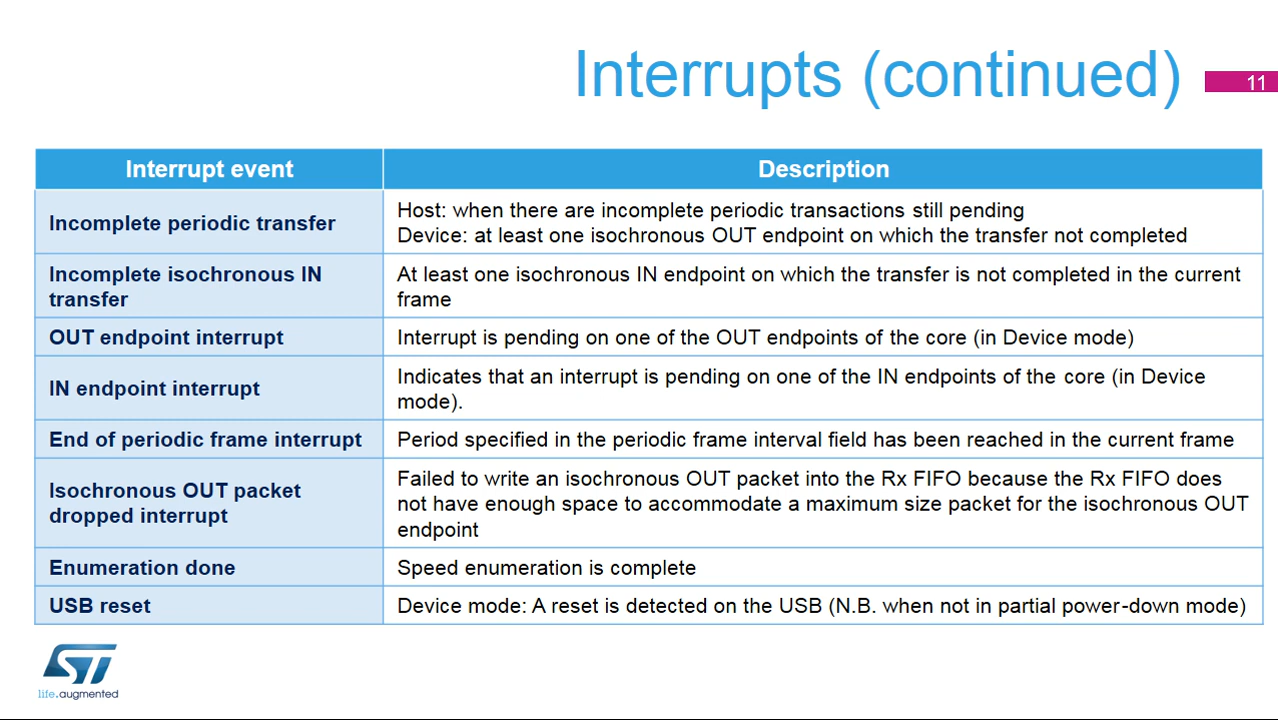 Interrupts (continued)
11
Interrupt event
Description
Incomplete periodic transfer
Host: when there are incomplete periodic transactions still pending
Device: at least one isochronous OUT endpoint on which the transfer not completed
Incomplete isochronous IN
transfer
At least one isochronous IN endpoint on which the transfer is not completed in the current
frame
OUT endpoint interrupt
Interrupt is pending on one of the OUT endpoints of the core (in Device mode)
IN endpoint interrupt
Indicates that an interrupt is pending on one of the IN endpoints of the core (in Device
mode).
End of periodic frame interrupt
Period specified in the periodic frame interval field has been reached in the current frame
Isochronous OUT packet
dropped interrupt
Failed to write an isochronous OUT packet into the Rx FIFO because the Rx FIFO does
not have enough space to accommodate a maximum size packet for the isochronous OUT
endpoint
Enumeration done
Speed enumeration is complete
USB reset
Device mode: A reset is detected on the USB (N.B. when not in partial power-down mode)
ST
life.augmented